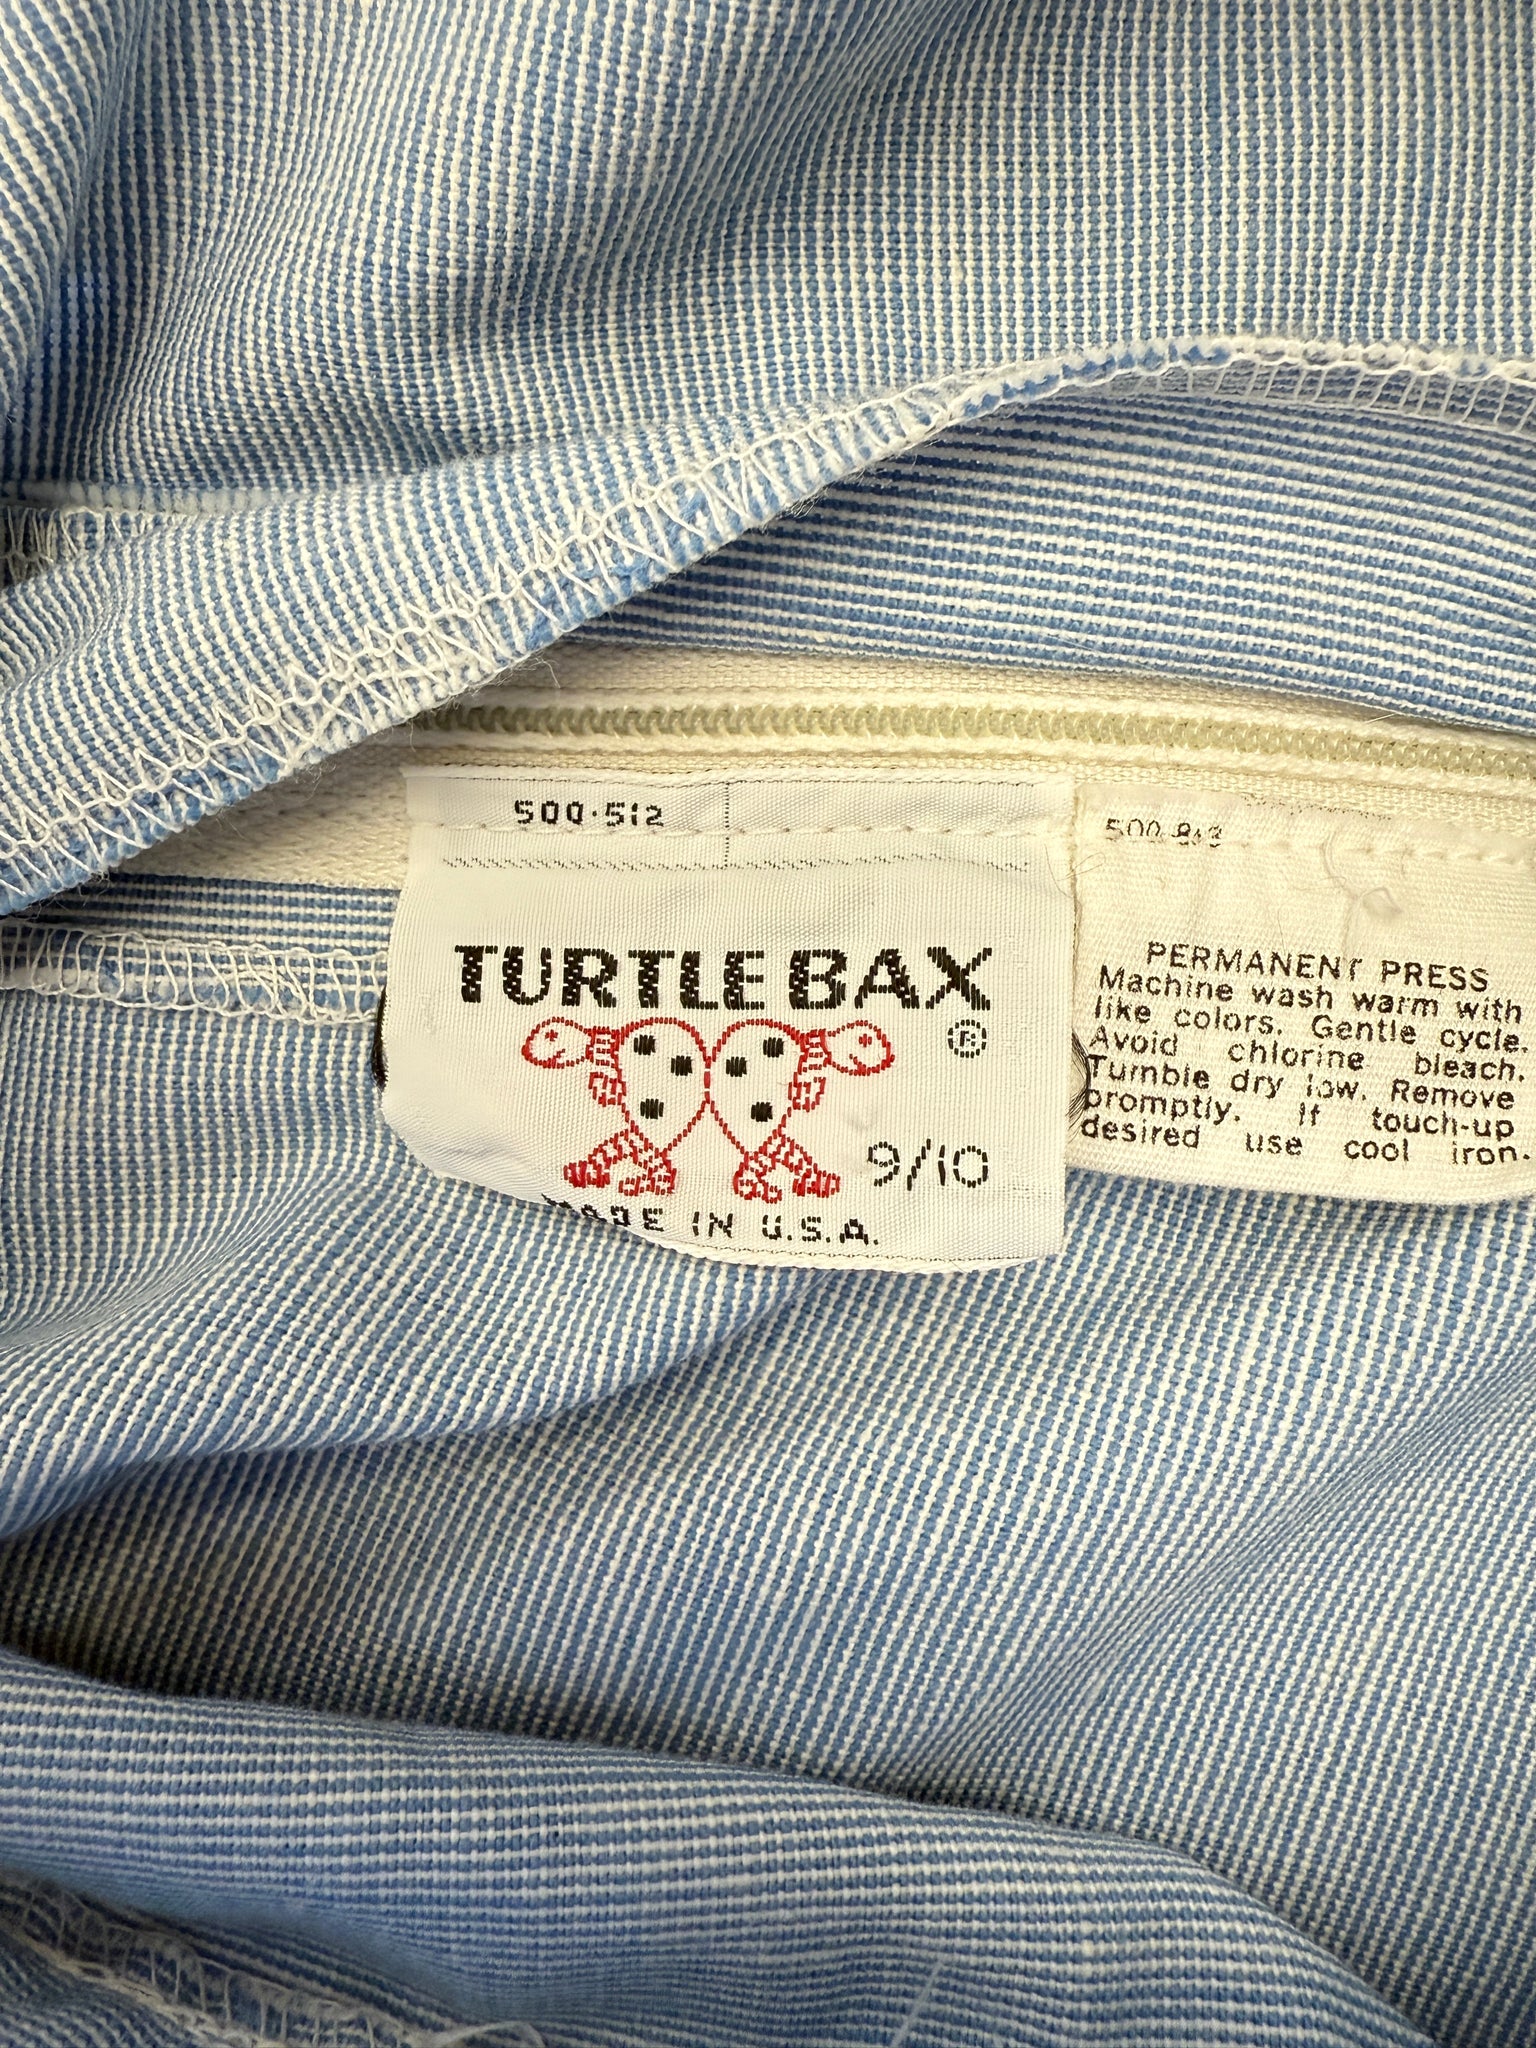 500·512
TURTLE BAX
®
9/10
MADE IN U.S.A.
500
PERMANENT PRESS
Machine wash warm with
like colors. Gentle cycle.
Avoid chlorine bleach.
Tumble dry low. Remove
promptly. If touch-up
desired use cool iron.